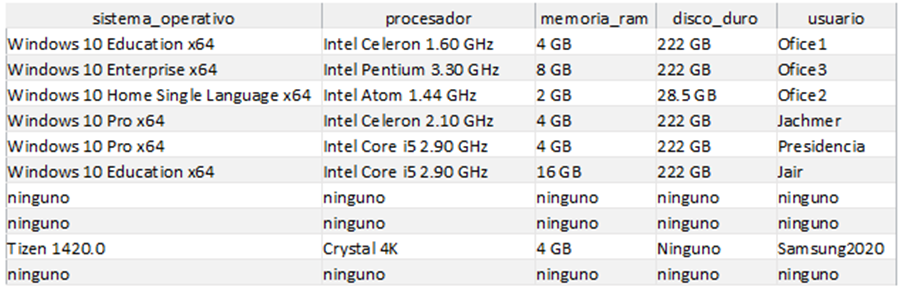 sistema_operativo procesador memoria_ram disco_duro usuario
Windows 10 Education x64 Intel Celeron 1.60 GHz 4 GB 222 GB Ofice1
Windows 10 Enterprise x64 Intel Pentium 3.30 GHz 8 GB 222 GB Ofice3
Windows 10 Home Single Language x64 Intel Atom 1.44 GHz 2 GB 28.5 GB Ofice2
Windows 10 Pro x64 Intel Celeron 2.10 GHz 4 GB 222 GB Jachmer
Windows 10 Pro x64 Intel Core i5 2.90 GHz 4 GB 222 GB Presidencia
Windows 10 Education x64 Intel Core i5 2.90 GHz 16 GB 222 GB Jair
ninguno ninguno ninguno ninguno ninguno
ninguno ninguno ninguno ninguno ninguno
Tizen 1420.0 Crystal 4K 4 GB Ninguno Samsung2020
ninguno ninguno ninguno ninguno ninguno